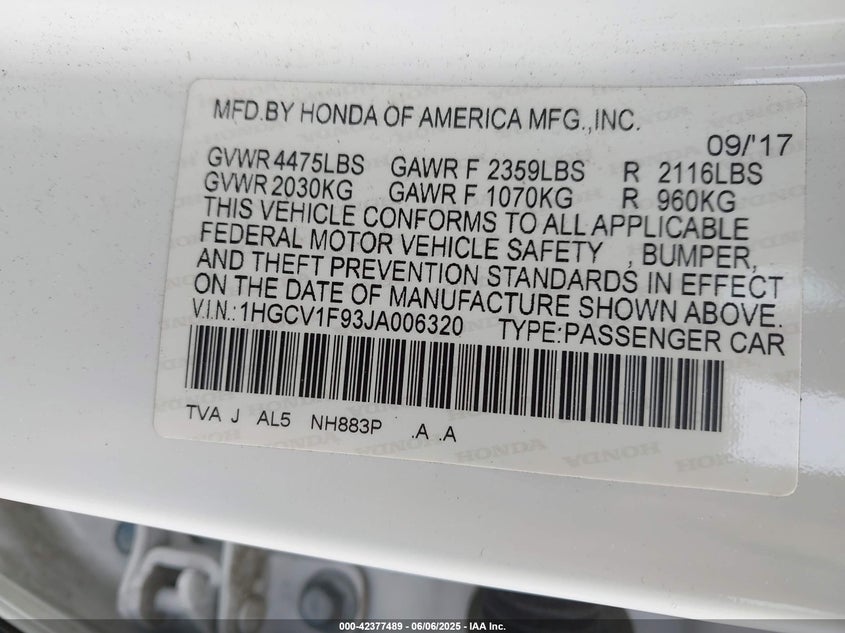 MFD.BY HONDA OF AMERICA MFG.,INC.
09/'17
GVWR 4475LBS GAWR F 2359LBS R 2116LBS
GVWR 2030KG GAWR F 1070KG R 960KG
THIS VEHICLE CONFORMS TO ALL APPLICABLE
FEDERAL MOTOR VEHICLE SAFETY , BUMPER,
AND THEFT PREVENTION STANDARDS IN EFFECT
ON THE DATE OF MANUFACTURE SHOWN ABOVE.
V.I.N.:1HGCV1F93JA006320 TYPE:PASSENGER CAR
TVA J AL5 NH883P .A .A
000-42377489 - 06/06/2025 - IAA Inc.